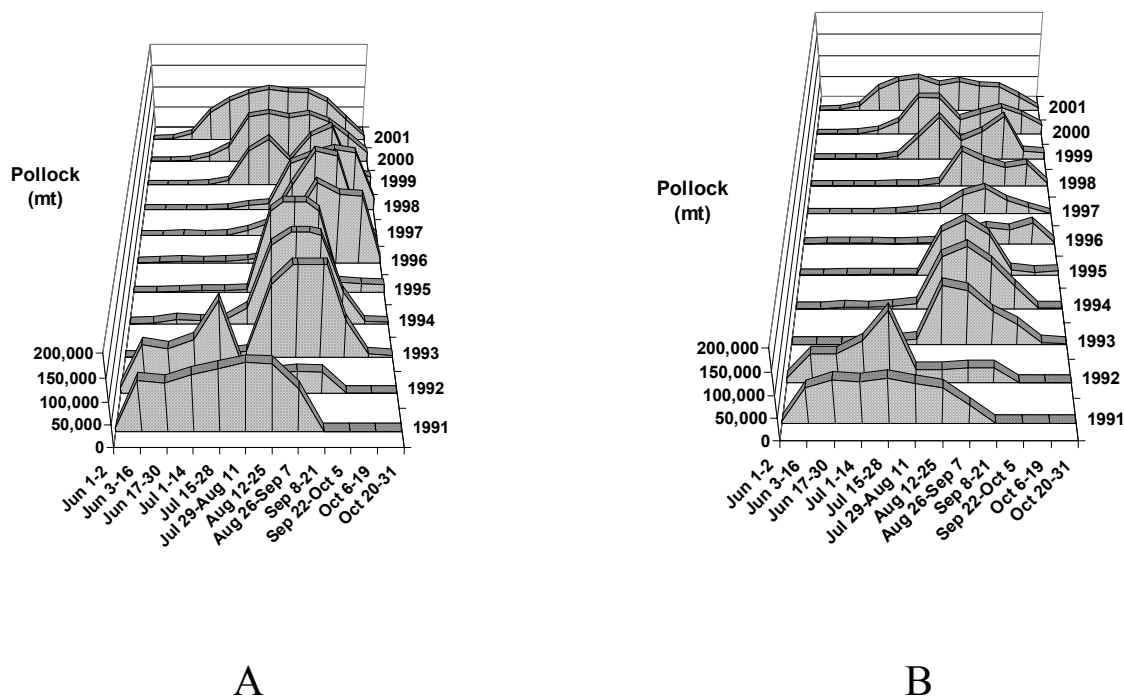 Pollock
(mt)
2001
2000
1999
1998
1997
1996
1995
1994
1993
1992
1991
200,000
150,000
100,000
50,000
0
Jun 1-2
Jun 3-16
Jun 17-30
Jul 1-14
Jul 15-28
Jul 29-Aug 11
Aug 12-25
Aug 26-Sep 7
Sep 8-21
Sep 22-Oct 5
Oct 6-19
Oct 20-31
A
Pollock
(mt)
2001
2000
1999
1998
1997
1996
1995
1994
1993
1992
1991
200,000
150,000
100,000
50,000
0
Jun 1-2
Jun 3-16
Jun 17-30
Jul 1-14
Jul 15-28
Jul 29-Aug 11
Aug 12-25
Aug 26-Sep 7
Sep 8-21
Sep 22-Oct 5
Oct 6-19
Oct 20-31
B